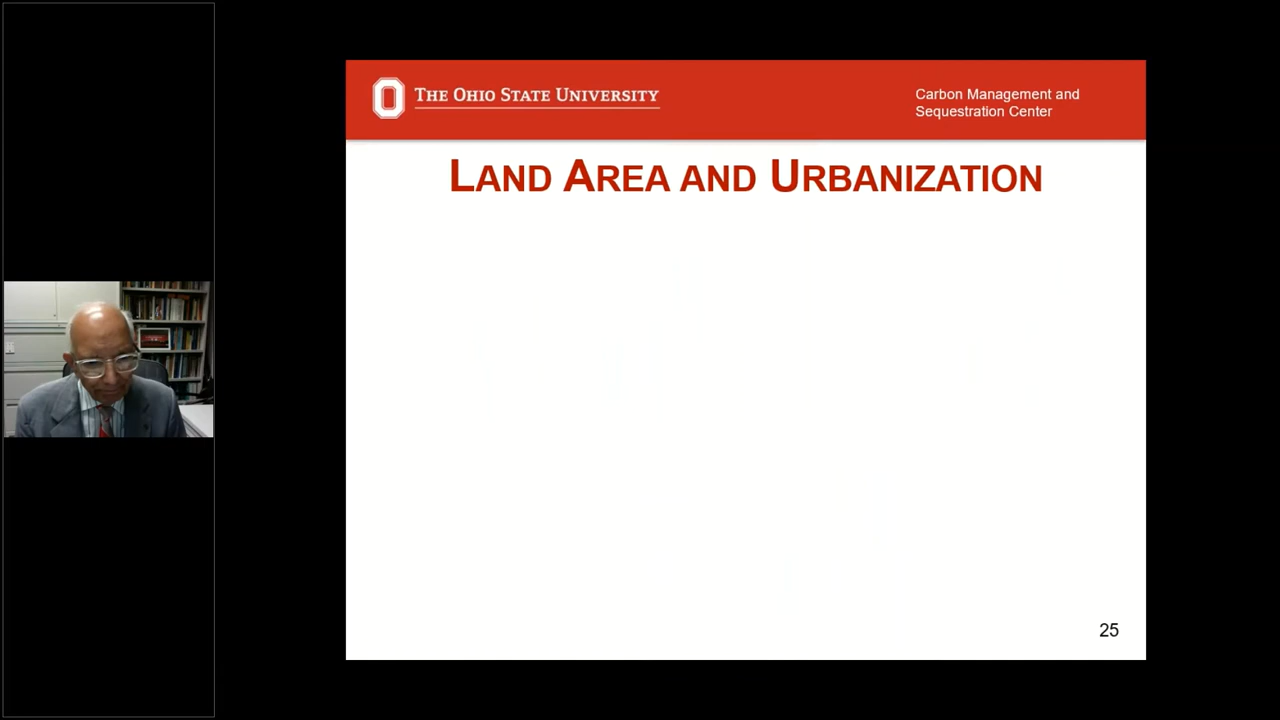 THE OHIO STATE UNIVERSITY
Carbon Management and
Sequestration Center
LAND AREA AND URBANIZATION
25